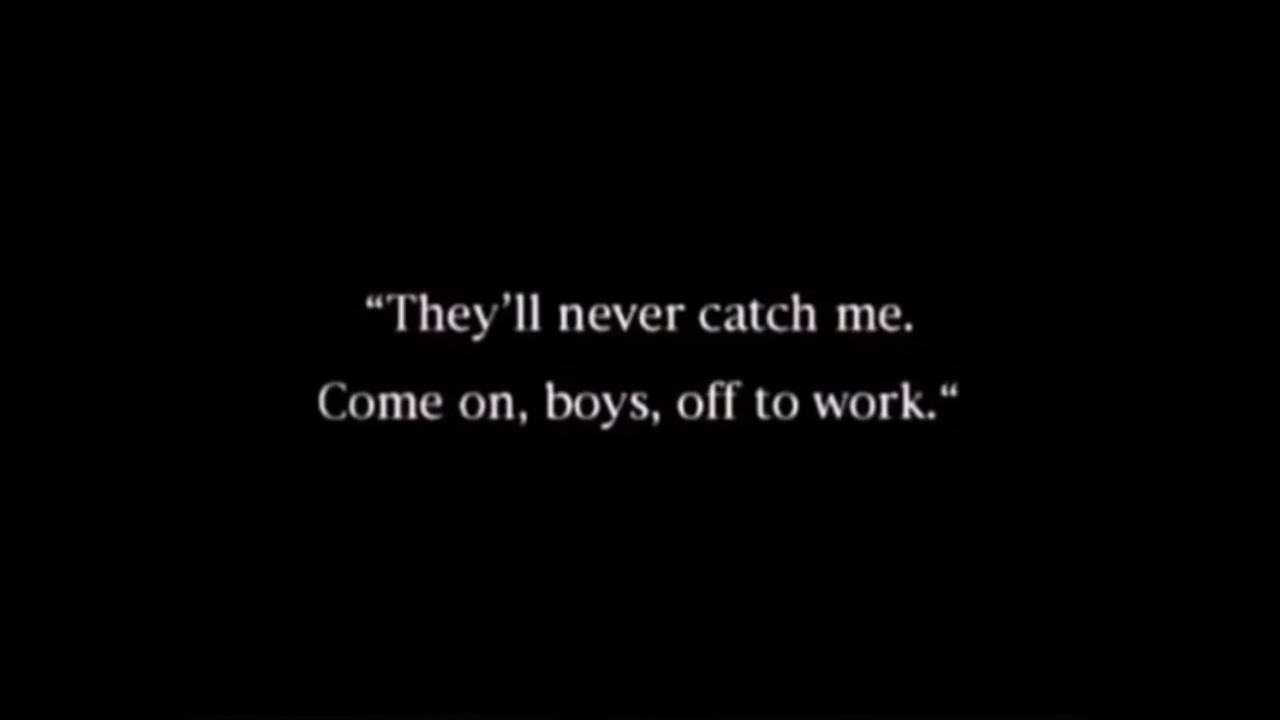 “They’ll never catch me.
Come on, boys, off to work.“